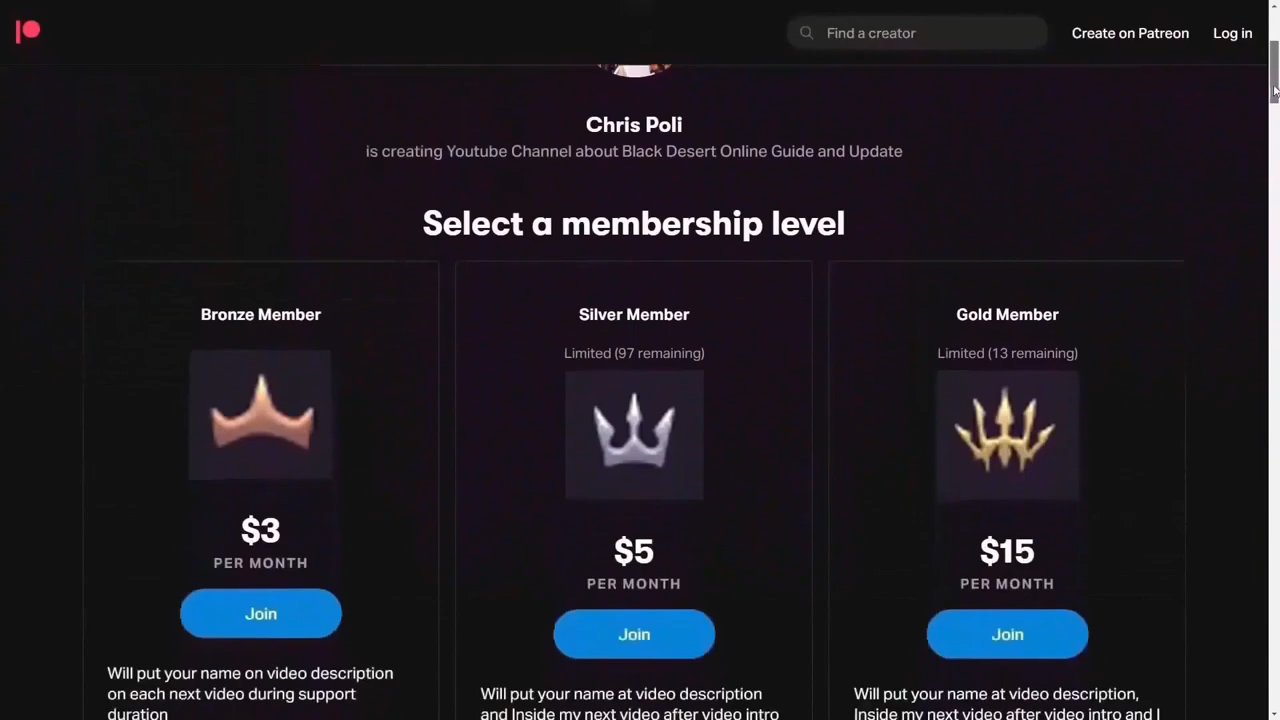 Find a creator
Create on Patreon
Log in
Chris Poli
is creating Youtube Channel about Black Desert Online Guide and Update
Select a membership level
Bronze Member
$3
PER MONTH
Join
Will put your name on video description
on each next video during support
duration
Silver Member
Limited (97 remaining)
$5
PER MONTH
Join
Will put your name at video description
and Inside my next video after video intro
Gold Member
Limited (13 remaining)
$15
PER MONTH
Join
Will put your name at video description,
Inside my next video after video intro and I